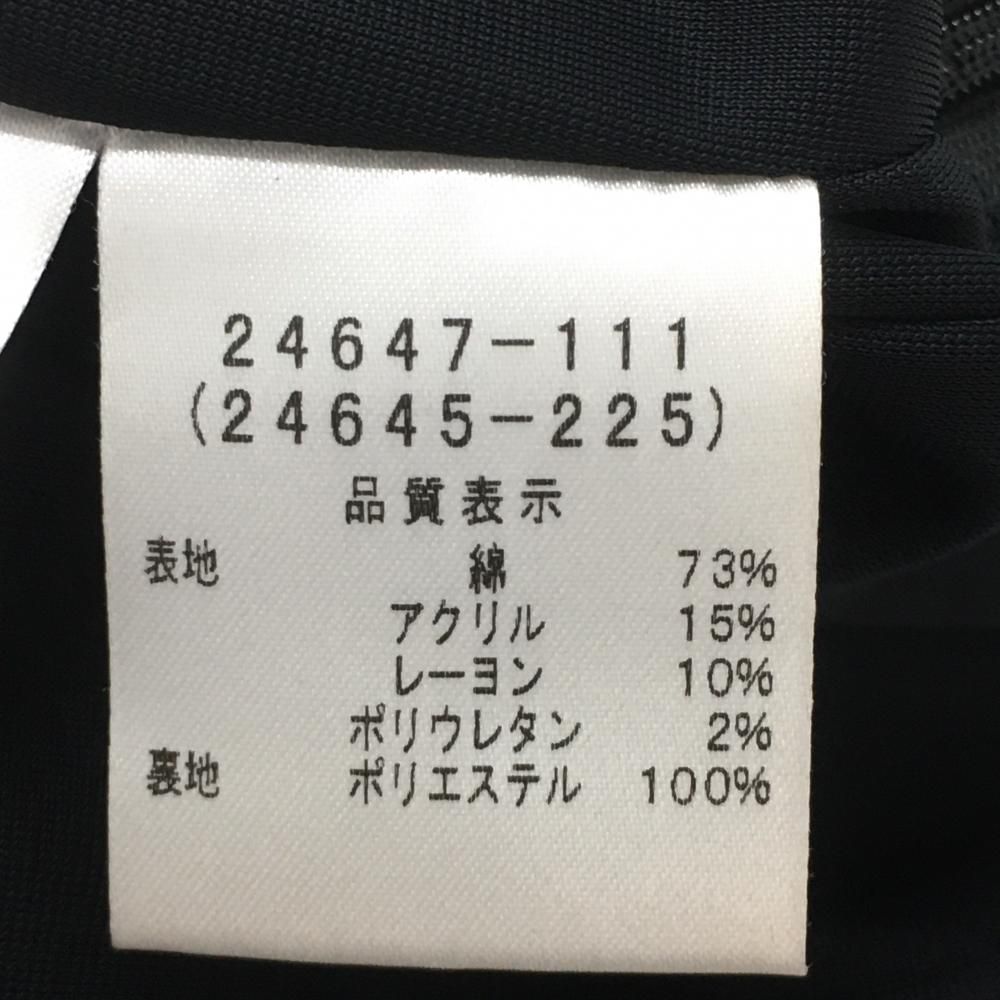 24647-111
(24645-225)
品質表示
表地 綿 73%
アクリル 15%
レーヨン 10%
ポリウレタン 2%
裏地 ポリエステル 100%